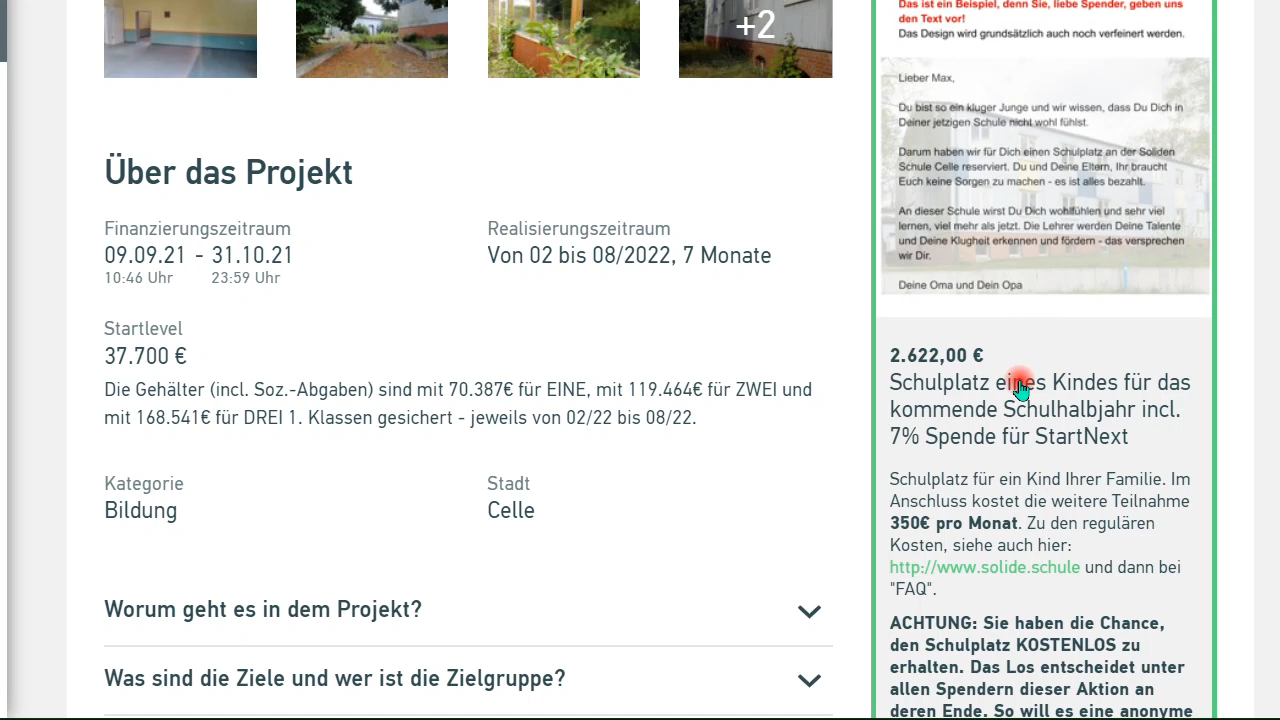 +2
Über das Projekt
Finanzierungszeitraum
09.09.21 - 31.10.21
10:46 Uhr 23:59 Uhr
Realisierungszeitraum
Von 02 bis 08/2022, 7 Monate
Startlevel
37.700 €
Die Gehälter (incl. Soz.-Abgaben) sind mit 70.387€ für EINE, mit 119.464€ für ZWEI und
mit 168.541€ für DREI 1. Klassen gesichert - jeweils von 02/22 bis 08/22.
Kategorie
Bildung
Stadt
Celle
Worum geht es in dem Projekt?
Was sind die Ziele und wer ist die Zielgruppe?
Das ist ein Beispiel, denn Sie, liebe Spender, geben uns
den Text vor!
Das Design wird grundsätzlich auch noch verfeinert werden.
Lieber Max,
Du bist so ein kluger Junge und wir wissen, dass Du Dich in
Deiner jetzigen Schule nicht wohl fühlst.
Darum haben wir für Dich einen Schulplatz an der Soliden
Schule Celle reserviert. Du und Deine Eltern, Ihr braucht
Euch keine Sorgen zu machen - es ist alles bezahlt.
An dieser Schule wirst Du Dich wohlfühlen und sehr viel
lernen, viel mehr als jetzt. Die Lehrer werden Deine Talente
und Deine Klugheit erkennen und fördern - das versprechen
wir Dir.
Deine Oma und Dein Opa
2.622,00 €
Schulplatz eines Kindes für das
kommende Schulhalbjahr incl.
7% Spende für StartNext
Schulplatz für ein Kind Ihrer Familie. Im
Anschluss kostet die weitere Teilnahme
350€ pro Monat. Zu den regulären
Kosten, siehe auch hier:
http://www.solide.schule und dann bei
"FAQ".
ACHTUNG: Sie haben die Chance,
den Schulplatz KOSTENLOS zu
erhalten. Das Los entscheidet unter
allen Spendern dieser Aktion an
deren Ende. So will es eine anonyme